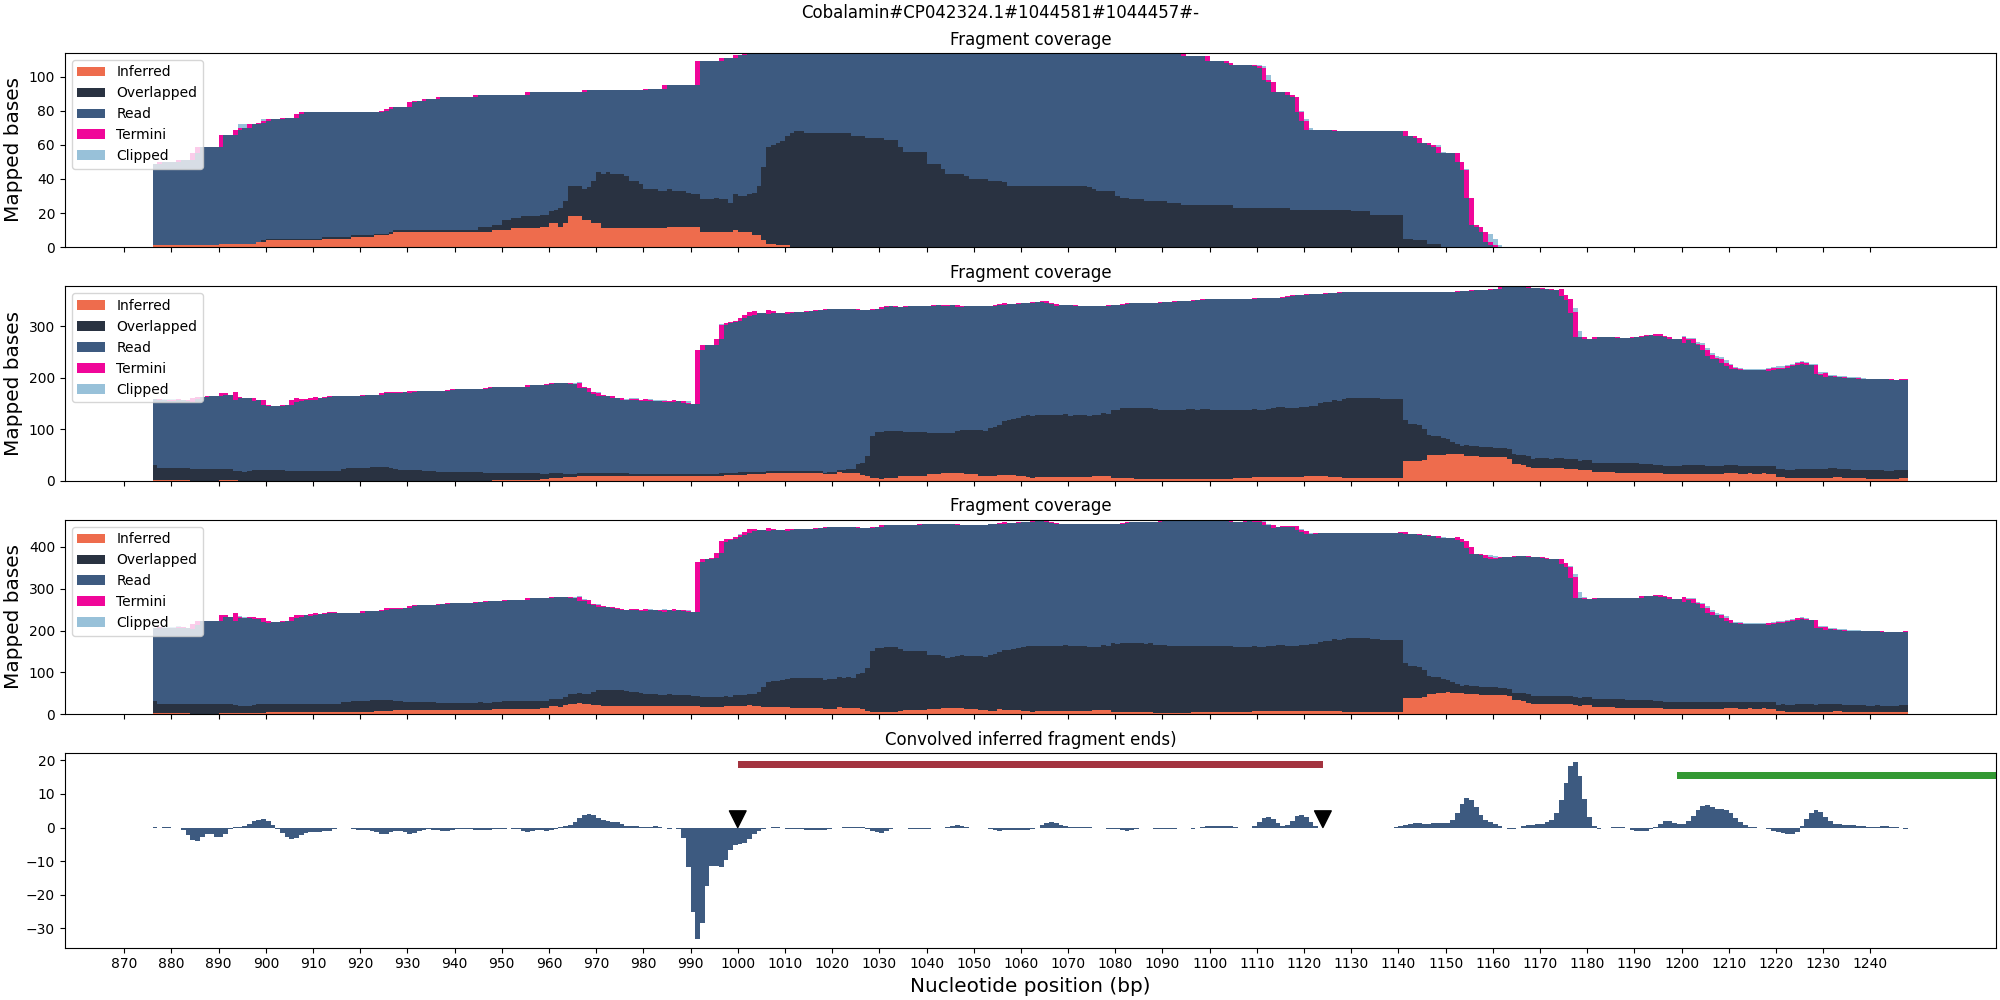 Cobalamin#CP042324.1#1044581#1044457#-
Fragment coverage
Mapped bases
100
80
60
40
20
0
Inferred
Overlapped
Read
Termini
Clipped
Fragment coverage
Mapped bases
300
200
100
0
Inferred
Overlapped
Read
Termini
Clipped
Fragment coverage
Mapped bases
400
300
200
100
0
Inferred
Overlapped
Read
Termini
Clipped
Convolved inferred fragment ends)
20
10
0
−10
−20
−30
870 880 890 900 910 920 930 940 950 960 970 980 990 1000 1010 1020 1030 1040 1050 1060 1070 1080 1090 1100 1110 1120 1130 1140 1150 1160 1170 1180 1190 1200 1210 1220 1230 1240
Nucleotide position (bp)